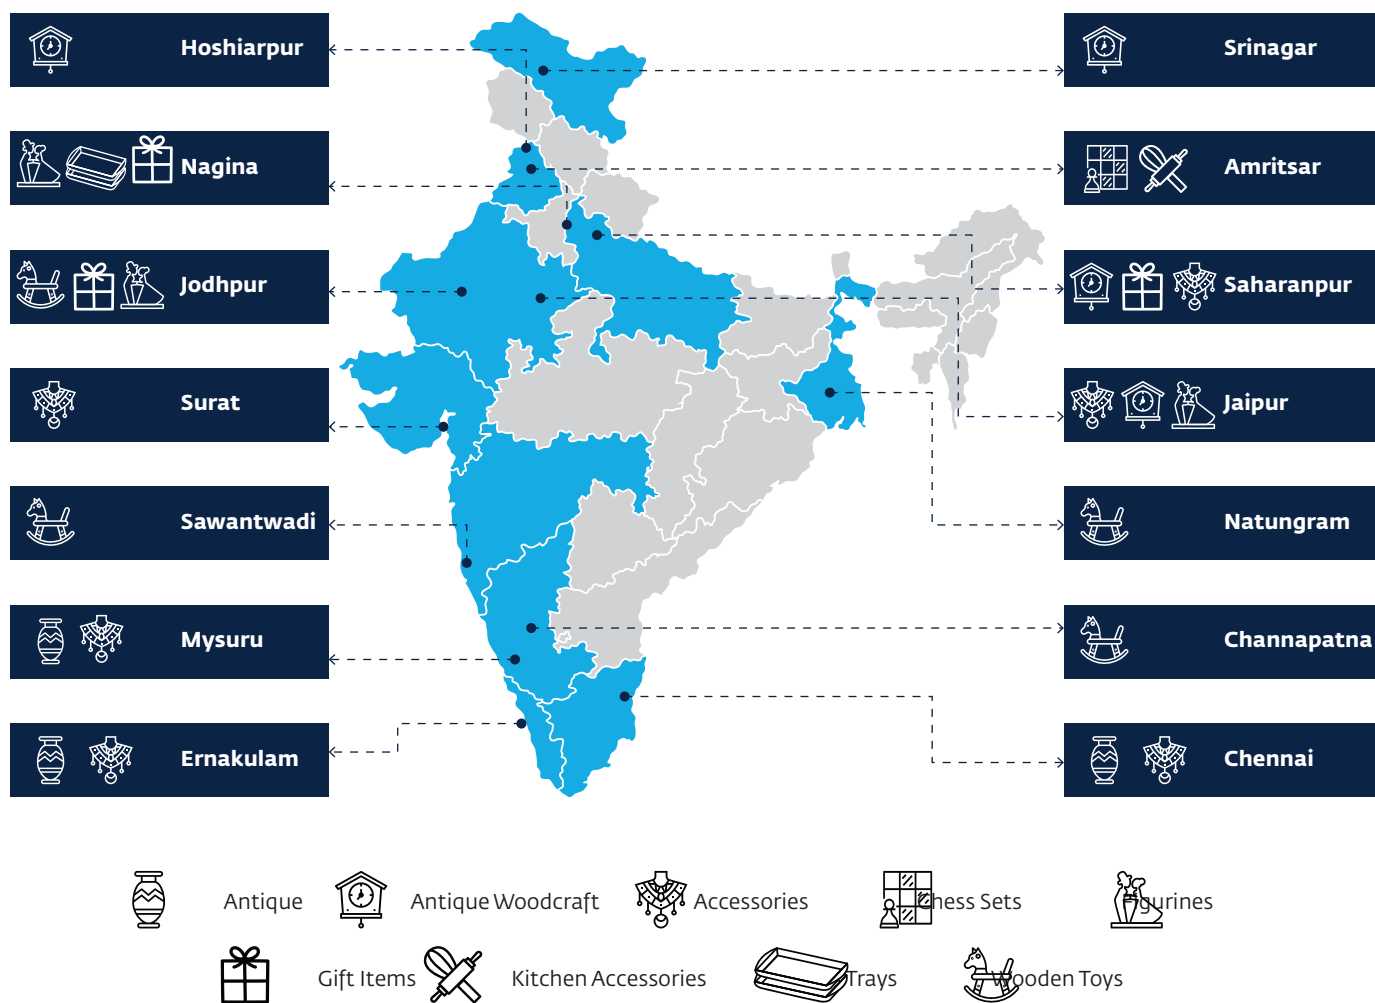 Hoshiarpur
Srinagar
Nagina
Amritsar
Jodhpur
Saharanpur
Surat
Jaipur
Sawantwadi
Natungram
Mysuru
Channapatna
Ernakulam
Chennai
Antique
Antique Woodcraft
Accessories
Chess Sets
Figurines
Gift Items
Kitchen Accessories
Trays
Wooden Toys